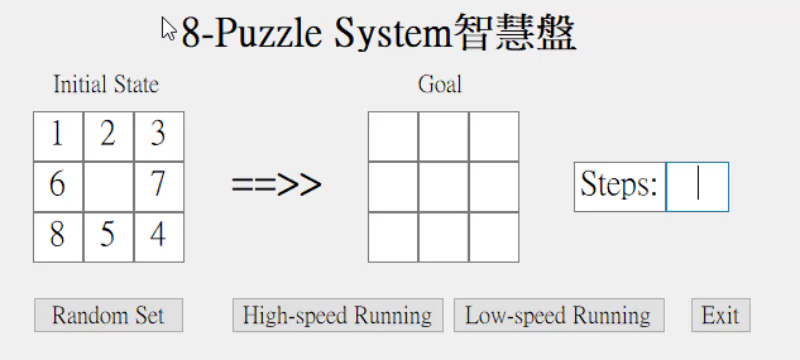 8-Puzzle System智慧盤
Initial State
Goal
1 2 3
6 7
8 5 4
==>>
Steps:
Random Set
High-speed Running
Low-speed Running
Exit